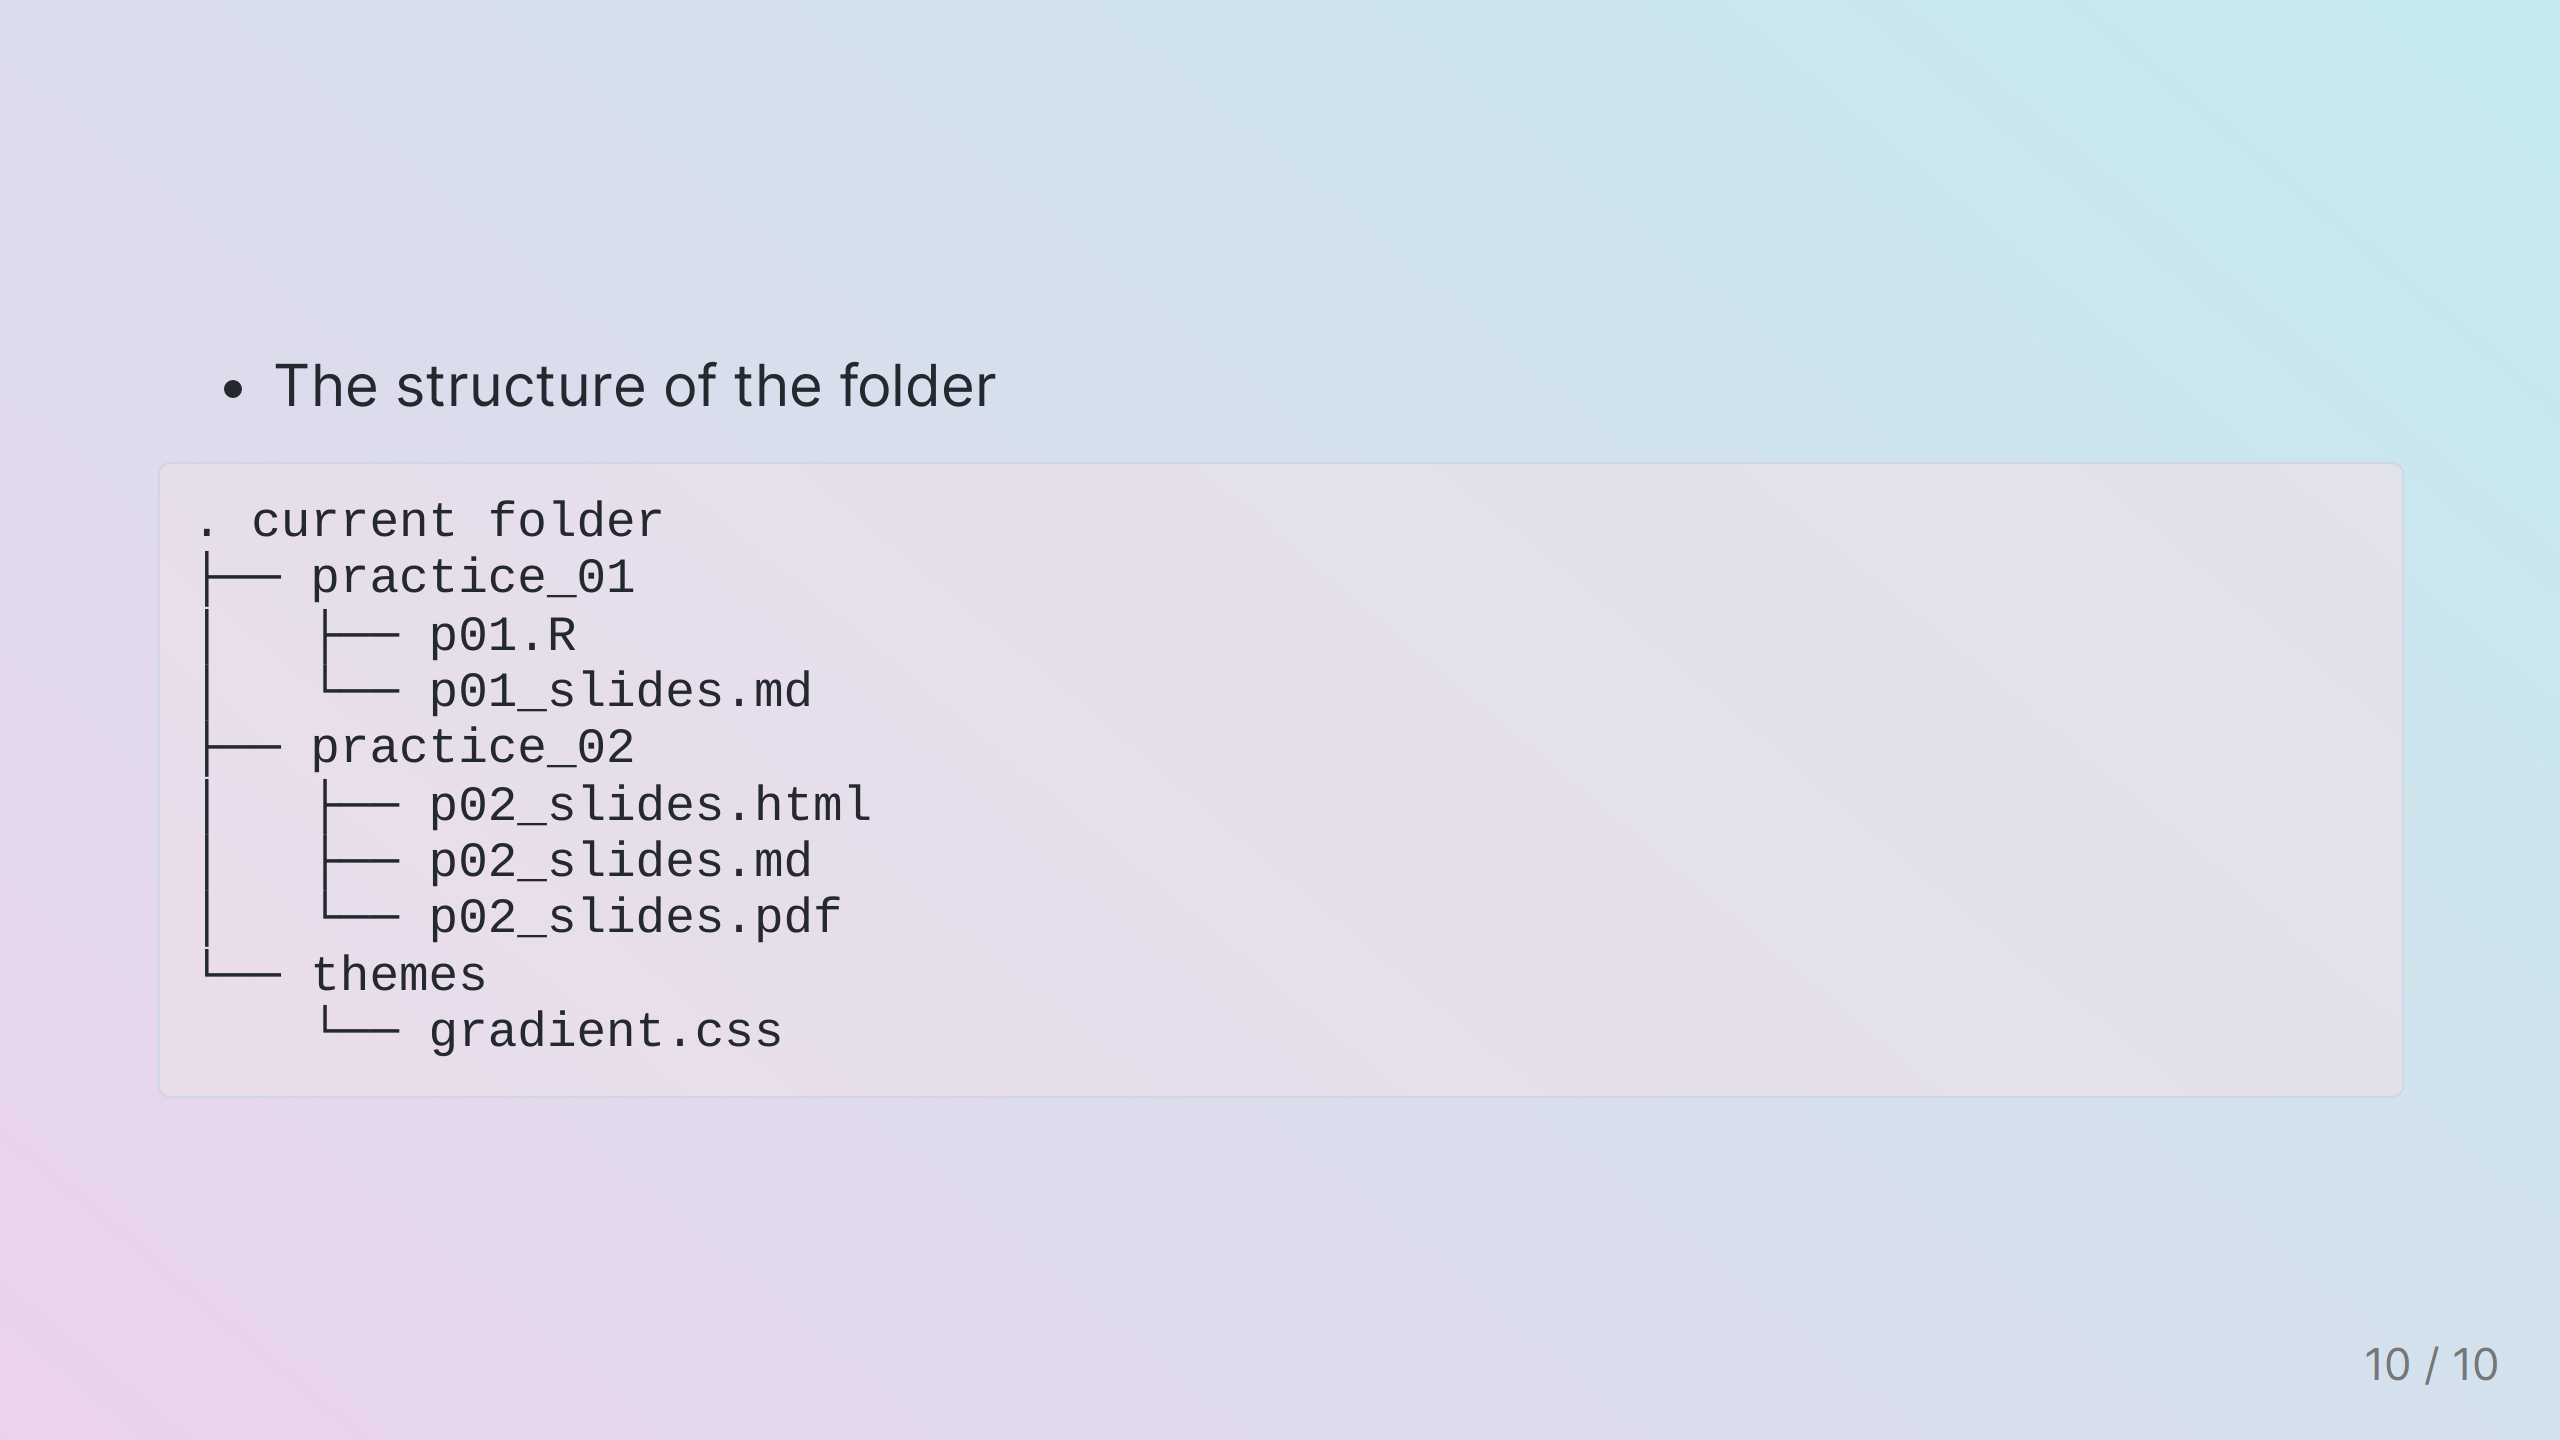 • The structure of the folder
. current folder
├── practice_01
│   ├── p01.R
│   └── p01_slides.md
├── practice_02
│   ├── p02_slides.html
│   ├── p02_slides.md
│   └── p02_slides.pdf
└── themes
    └── gradient.css
10 / 10